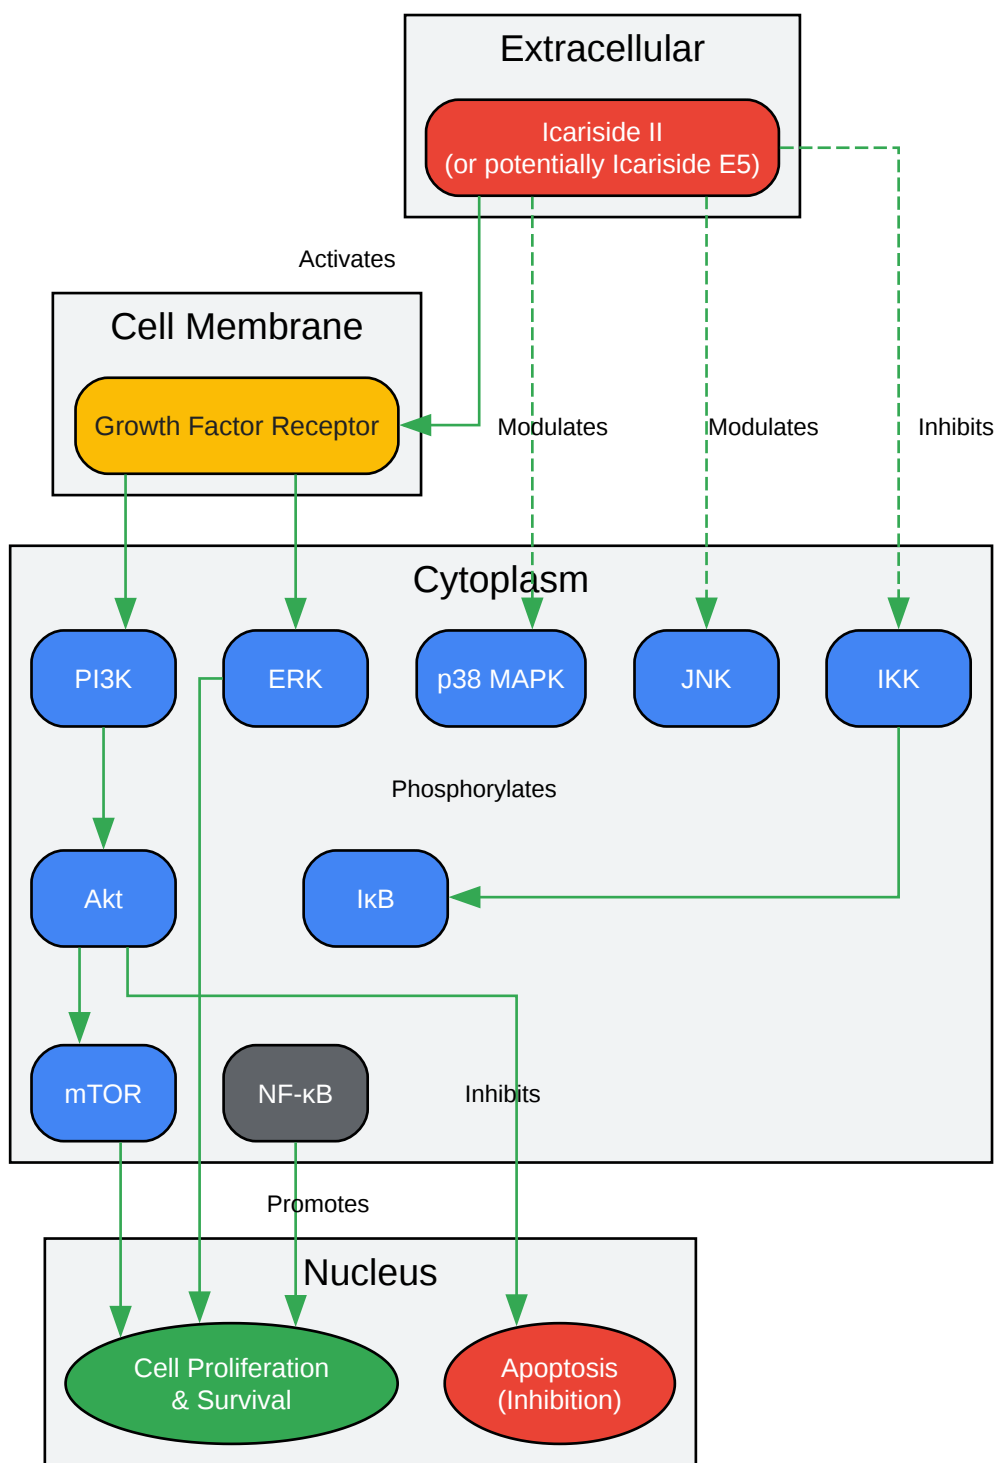 Extracellular
Icariside II
(or potentially Icariside E5)
Activates
Cell Membrane
Growth Factor Receptor
Modulates
Modulates
Inhibits
Cytoplasm
PI3K
ERK
p38 MAPK
JNK
IKK
Phosphorylates
Akt
IκB
mTOR
NF-κB
Inhibits
Promotes
Nucleus
Cell Proliferation
& Survival
Apoptosis
(Inhibition)